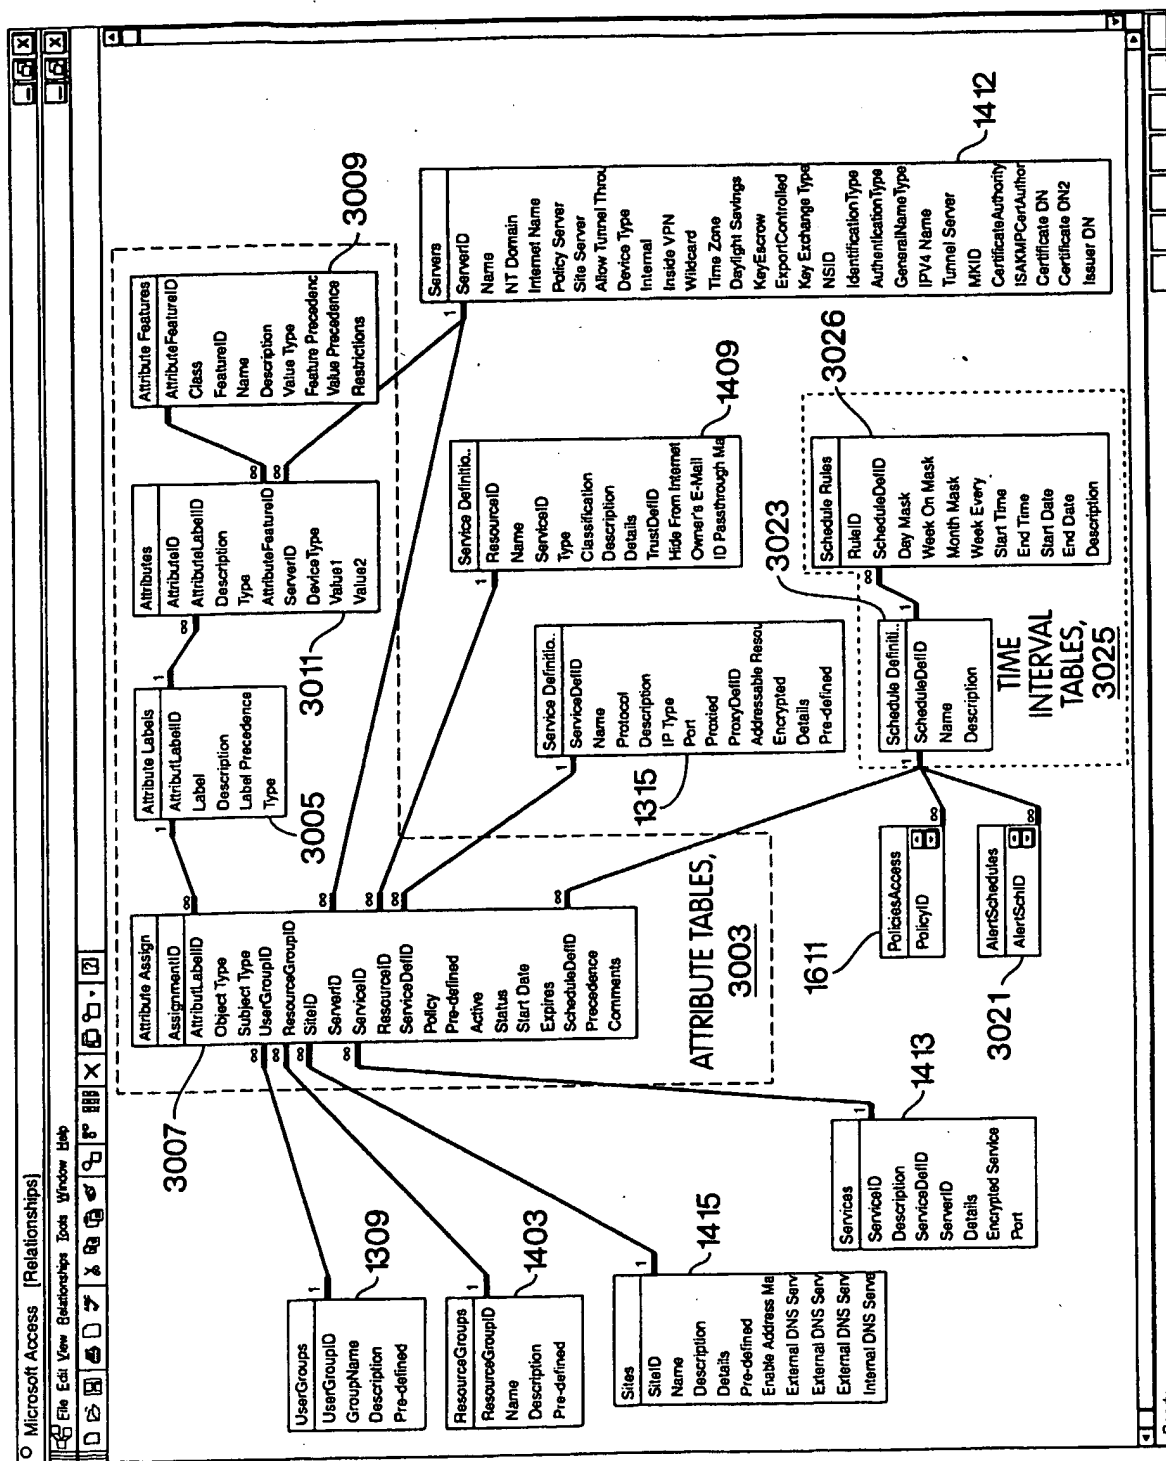 Microsoft Access [Relationships]
File Edit View Relationships Tools Window Help
UserGroups
UserGroupID
GroupName
Description
Pre-defined
1309
ResourceGroups
ResourceGroupID
Name
Description
Pre-defined
1403
Sites
SiteID
Name
Description
Details
Pre-defined
Enable Address Ma
External DNS Serv
External DNS Serv
External DNS Serv
Internal DNS Serve
1415
Services
ServiceID
Description
ServiceDefID
ServerID
Details
Encrypted Service
Port
1413
3007
Attribute Assign
AssignmentID
AttributLabelID
Object Type
Subject Type
UserGroupID
ResourceGroupID
SiteID
ServerID
ServiceID
ResourceID
ServiceDefID
Policy
Pre-defined
Active
Status
Start Date
Expires
ScheduleDefID
Precedence
Comments
ATTRIBUTE TABLES,
3003
1611
PoliciesAccess
PolicyID
3021
AlertSchedules
AlertSchID
Attribute Labels
AttributLabelID
Label
Description
Label Precedence
Type
3005
Attributes
AttributeID
AttributeLabelID
Description
Type
AttributeFeatureID
ServerID
DeviceType
Value1
Value2
3011
Attribute Features
AttributeFeatureID
Class
FeatureID
Name
Description
Value Type
Feature Precedenc
Value Precedence
Restrictions
3009
Service Definitio..
ServiceDefID
Name
Protocol
Description
IP Type
Port
Proxied
ProxyDefID
Addressable Resou
Encrypted
Details
Pre-defined
1315
Service Definitio..
ResourceID
Name
ServiceID
Type
Classification
Description
Details
TrustDefID
Hide From Internet
Owner's E-Mail
ID Passthrough Ma
1409
Schedule Definiti..
ScheduleDefID
Name
Description
3023
TIME
INTERVAL
TABLES,
3025
Schedule Rules
RuleID
ScheduleDefID
Day Mask
Week On Mask
Month Mask
Week Every
Start Time
End Time
Start Date
End Date
Description
3026
Servers
ServerID
Name
NT Domain
Internet Name
Policy Server
Site Server
Allow Tunnel Throu
Device Type
Internal
Inside VPN
Wildcard
Time Zone
Daylight Savings
KeyEscrow
ExportControlled
Key Exchange Type
NSID
IdentificationType
AuthenticationType
GeneralNameType
IPV4 Name
Tunnel Server
MKID
CertificateAuthority
ISAKMPCertAuthor
Certificate DN
Certificate DN2
Issuer DN
1412